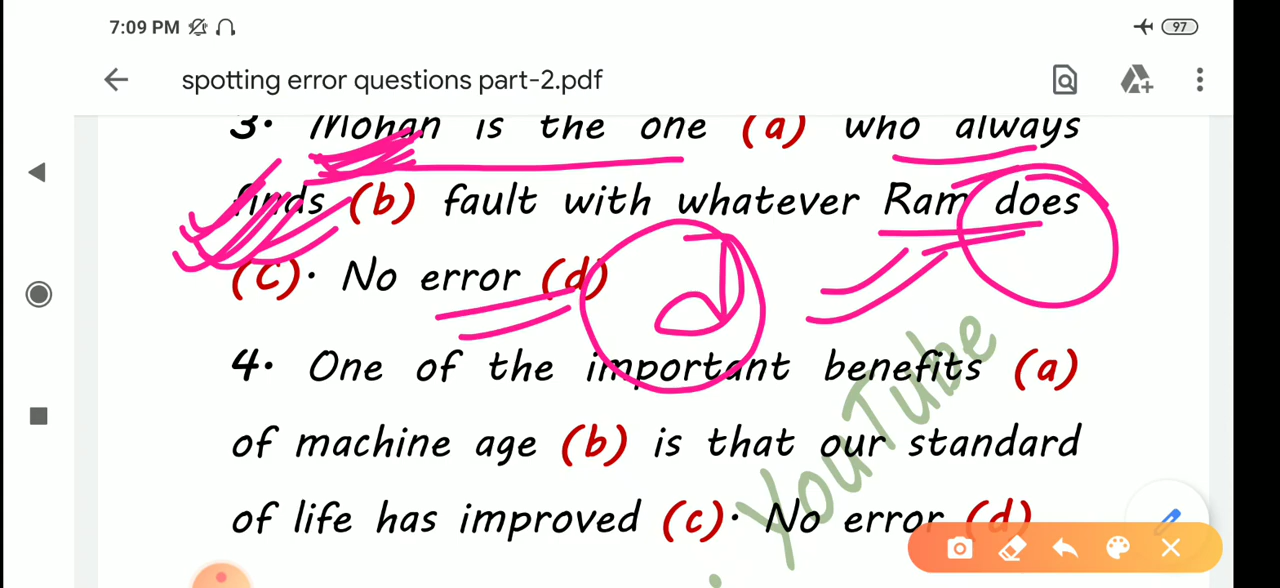 7:09 PM
97
spotting error questions part-2.pdf
3. Mohan is the one (a) who always
finds (b) fault with whatever Ram does
(C). No error (d)
d
4. One of the important benefits (a)
of machine age (b) is that our standard
of life has improved (c). No error (d)
YouTube